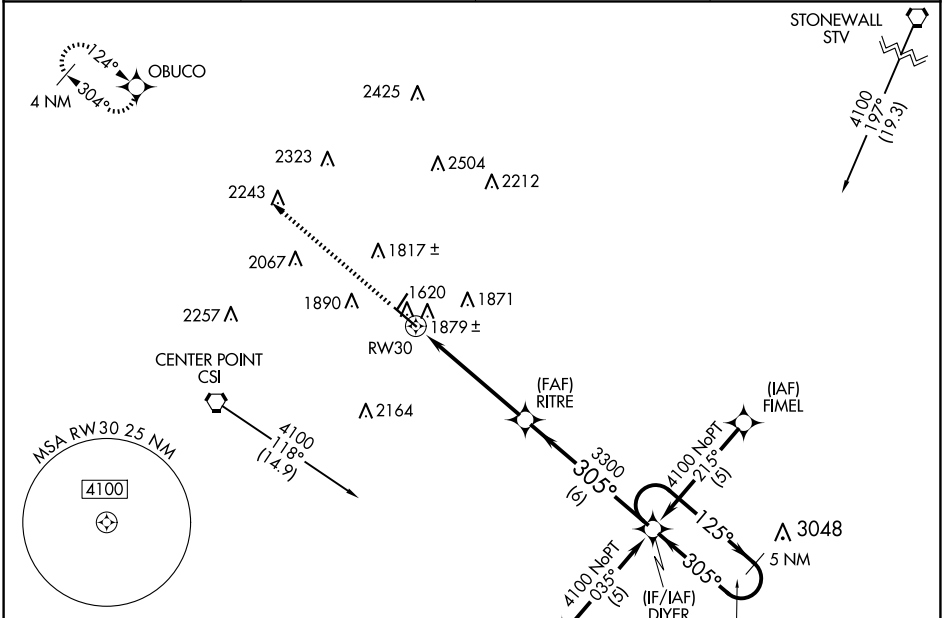 STONEWALL
STV
4100
197°
(19.3)
124°
304°
4 NM
OBUCO
2425
2323
2504
2212
2243
2067
1817 ±
1890
1620
1871
1879 ±
2257
RW30
CENTER POINT
CSI
4100
118°
(14.9)
2164
(FAF)
RITRE
(IAF)
FIMEL
MSA RW30 25 NM
4100
3300
305°
(6)
4100 NoPT
215°
(5)
125°
305°
3048
5 NM
4100 NoPT
035°
(5)
(IF/IAF)
DIYER